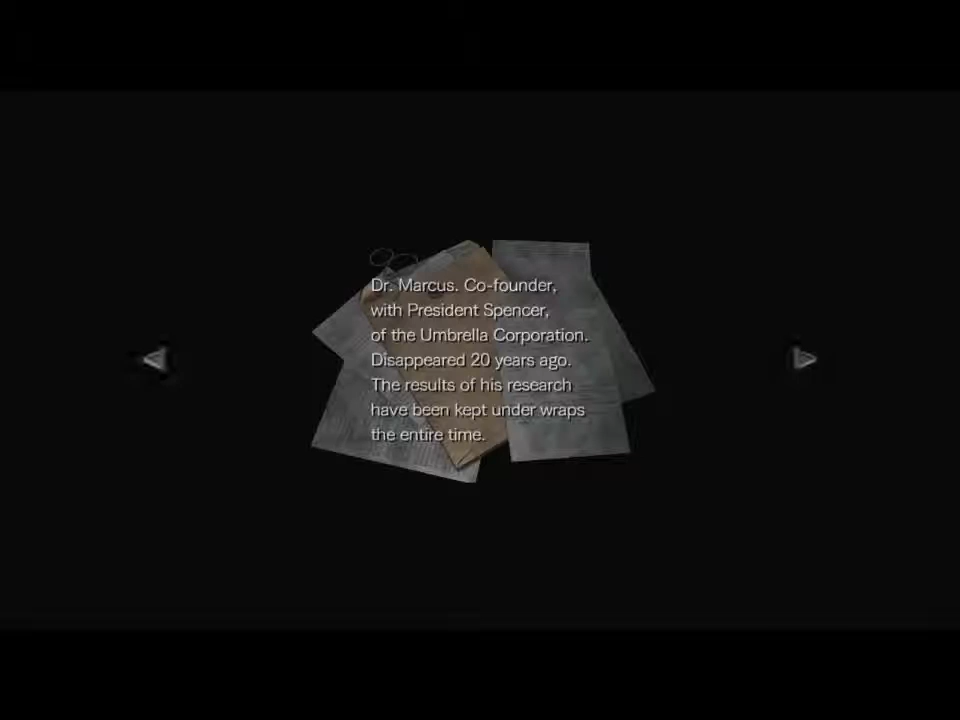 Dr. Marcus. Co-founder,
with President Spencer,
of the Umbrella Corporation.
Disappeared 20 years ago.
The results of his research
have been kept under wraps
the entire time.